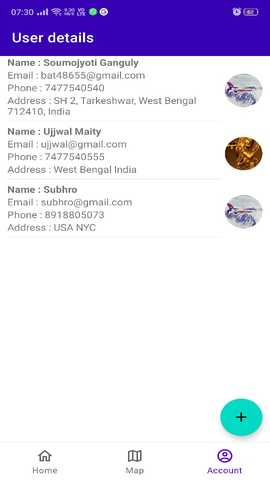 07:30
User details
Name : Soumojyoti Ganguly
Email : bat48655@gmail.com
Phone : 7477540540
Address : SH 2, Tarkeshwar, West Bengal
712410, India
Name : Ujjwal Maity
Email : ujjwal@gmail.com
Phone : 7477540555
Address : West Bengal India
Name : Subhro
Email : subhro@gmail.com
Phone : 8918805073
Address : USA NYC
+
Home Map Account